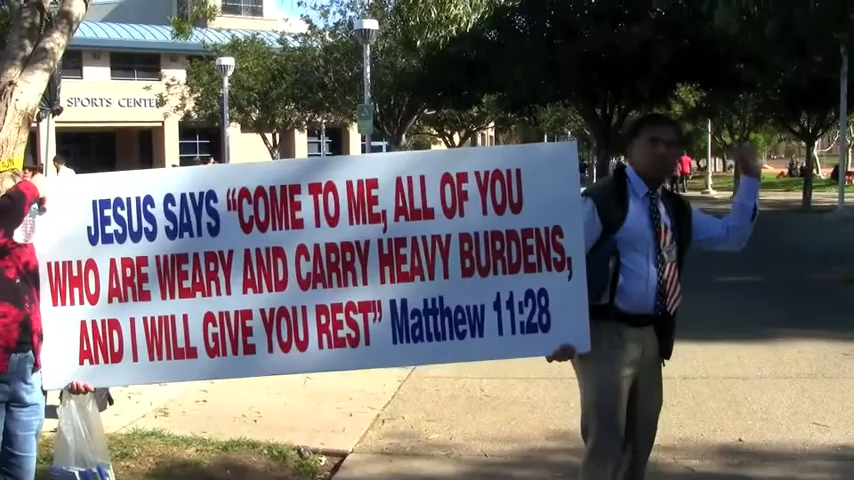 SPORTS CENTER
JESUS SAYS "COME TO ME, ALL OF YOU
WHO ARE WEARY AND CARRY HEAVY BURDENS,
AND I WILL GIVE YOU REST" Matthew 11:28